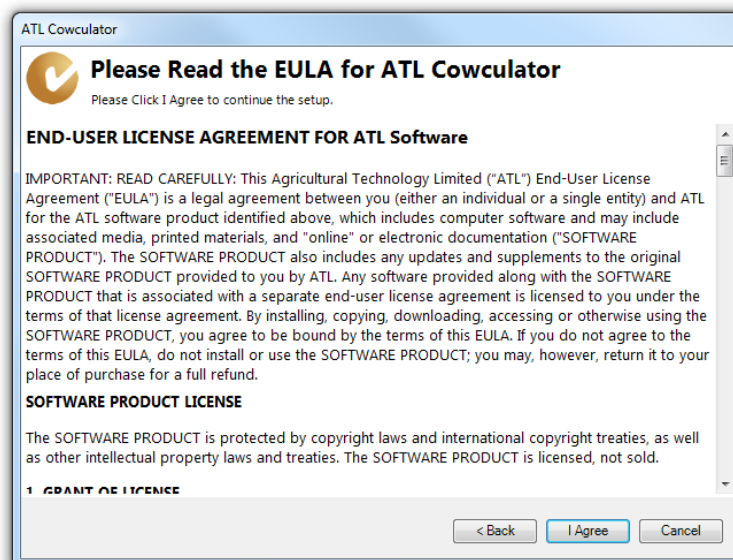 ATL Cowculator
Please Read the EULA for ATL Cowculator
Please Click I Agree to continue the setup.
END-USER LICENSE AGREEMENT FOR ATL Software
IMPORTANT: READ CAREFULLY: This Agricultural Technology Limited (“ATL”) End-User License
Agreement ("EULA") is a legal agreement between you (either an individual or a single entity) and ATL
for the ATL software product identified above, which includes computer software and may include
associated media, printed materials, and "online" or electronic documentation ("SOFTWARE
PRODUCT"). The SOFTWARE PRODUCT also includes any updates and supplements to the original
SOFTWARE PRODUCT provided to you by ATL. Any software provided along with the SOFTWARE
PRODUCT that is associated with a separate end-user license agreement is licensed to you under the
terms of that license agreement. By installing, copying, downloading, accessing or otherwise using the
SOFTWARE PRODUCT, you agree to be bound by the terms of this EULA. If you do not agree to the
terms of this EULA, do not install or use the SOFTWARE PRODUCT; you may, however, return it to your
place of purchase for a full refund.
SOFTWARE PRODUCT LICENSE
The SOFTWARE PRODUCT is protected by copyright laws and international copyright treaties, as well
as other intellectual property laws and treaties. The SOFTWARE PRODUCT is licensed, not sold.
1. GRANT OF LICENSE
< Back
I Agree
Cancel